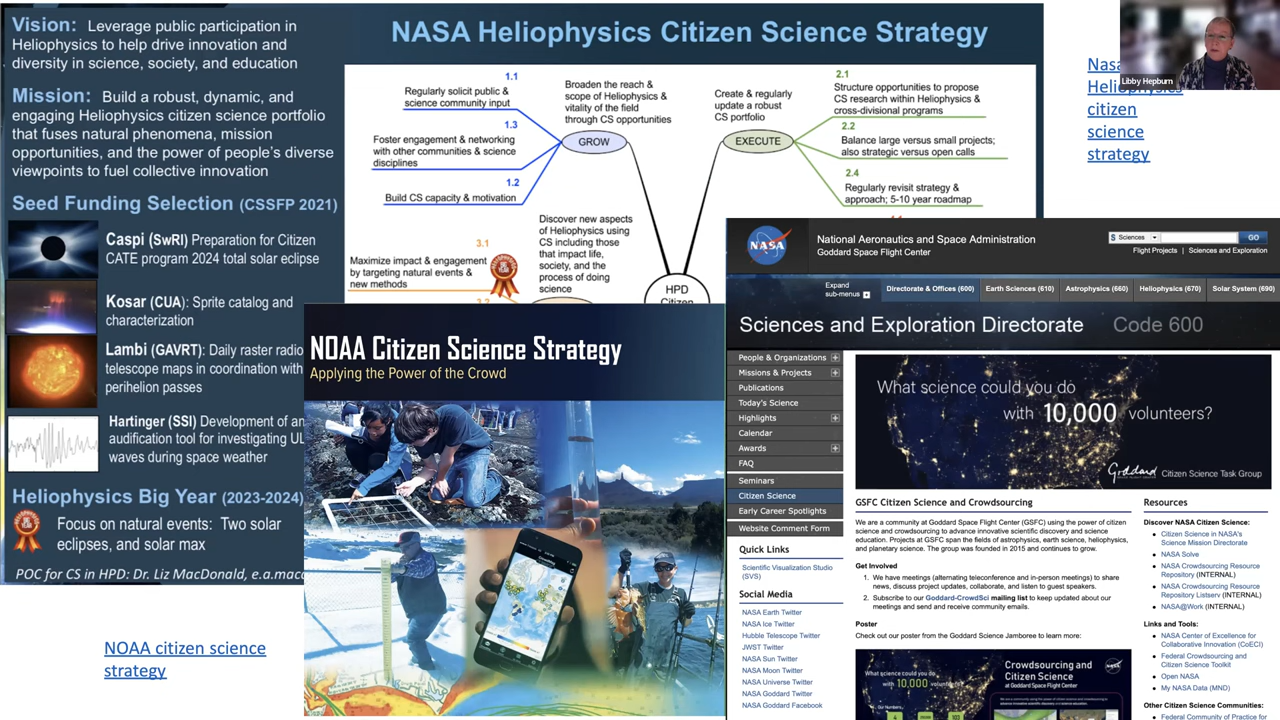 Vision: Leverage public participation in
Heliophysics to help drive innovation and
diversity in science, society, and education
Mission: Build a robust, dynamic, and
engaging Heliophysics citizen science portfolio
that fuses natural phenomena, mission
opportunities, and the power of people's diverse
viewpoints to fuel collective innovation
Seed Funding Selection (CSSFP 2021)
Caspi (SwRI) Preparation for Citizen
CATE program 2024 total solar eclipse
Kosar (CUA): Sprite catalog and
characterization
Lambi (GAVRT): Daily raster radio
telescope maps in coordination with
perihelion passes
Hartinger (SSI) Development of an
audification tool for investigating UL
waves during space weather
Heliophysics Big Year (2023-2024)
Focus on natural events: Two solar
eclipses, and solar max
POC for CS in HPD: Dr. Liz MacDonald, e.a.mac
NASA Heliophysics Citizen Science Strategy
1.1
Regularly solicit public &
science community input
1.3
Foster engagement & networking
with other communities & science
disciplines
1.2
Build CS capacity & motivation
Broaden the reach &
scope of Heliophysics &
vitality of the field
through CS opportunities
GROW
Create & regularly
update a robust
CS portfolio
EXECUTE
2.1
Structure opportunities to propose
CS research within Heliophysics &
cross-divisional programs
2.2
Balance large versus small projects;
also strategic versus open calls
2.4
Regularly revisit strategy &
approach; 5-10 year roadmap
3.1
Maximize impact & engagement
by targeting natural events &
new methods
Discover new aspects
of Heliophysics using
CS including those
that impact life,
society, and the
process of doing
science
HPD
Citizen
Libby Hepburn
Nasa
Heliophysics
citizen
science
strategy
NOAA Citizen Science Strategy
Applying the Power of the Crowd
NOAA citizen science
strategy
NASA
National Aeronautics and Space Administration
Goddard Space Flight Center
Sciences
GO
Flight Projects | Sciences and Exploration
Expand
sub-menus
Directorate & Offices (600)
Earth Sciences (610)
Astrophysics (660)
Heliophysics (670)
Solar System (690)
Sciences and Exploration Directorate Code 600
People & Organizations
Missions & Projects
Publications
Today's Science
Highlights
Calendar
Awards
FAQ
Seminars
Citizen Science
Early Career Spotlights
Website Comment Form
Quick Links
Scientific Visualization Studio
(SVS)
Social Media
NASA Earth Twitter
NASA Ice Twitter
Hubble Telescope Twitter
JWST Twitter
NASA Sun Twitter
NASA Moon Twitter
NASA Universe Twitter
NASA Goddard Twitter
NASA Goddard Facebook
What science could you do
with 10,000 volunteers?
Goddard Citizen Science Task Group
GSFC Citizen Science and Crowdsourcing
We are a community at Goddard Space Flight Center (GSFC) using the power of citizen
science and crowdsourcing to advance innovative scientific discovery and science
education. Projects at GSFC span the fields of astrophysics, earth science, heliophysics,
and planetary science. The group was founded in 2015 and continues to grow.
Get Involved
1. We have meetings (alternating teleconference and in-person meetings) to share
news, discuss project updates, collaborate, and listen to guest speakers.
2. Subscribe to our Goddard-CrowdSci mailing list to keep updated about our
meetings and send and receive community emails.
Poster
Check out our poster from the Goddard Science Jamboree to learn more:
What science could you do
with 10,000
Crowdsourcing and
Citizen Science
at Goddard Space Flight Center
Resources
Discover NASA Citizen Science:
Citizen Science in NASA's
Science Mission Directorate
NASA Solve
NASA Crowdsourcing Resource
Repository (INTERNAL)
NASA Crowdsourcing Resource
Repository Listserv (INTERNAL)
NASA@Work (INTERNAL)
Links and Tools:
NASA Center of Excellence for
Collaborative Innovation (CoECI)
Federal Crowdsourcing and
Citizen Science Toolkit
Open NASA
My NASA Data (MND)
Other Citizen Science Communities:
Federal Community of Practice for